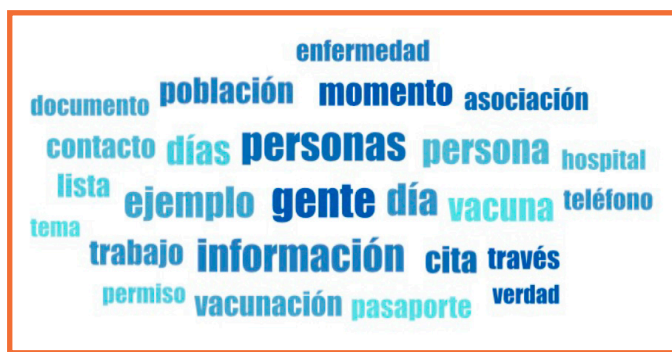 enfermedad
documento población momento asociación
contacto días personas persona hospital
lista ejemplo gente día vacuna teléfono
tema
trabajo información cita través
permiso vacunación pasaporte verdad